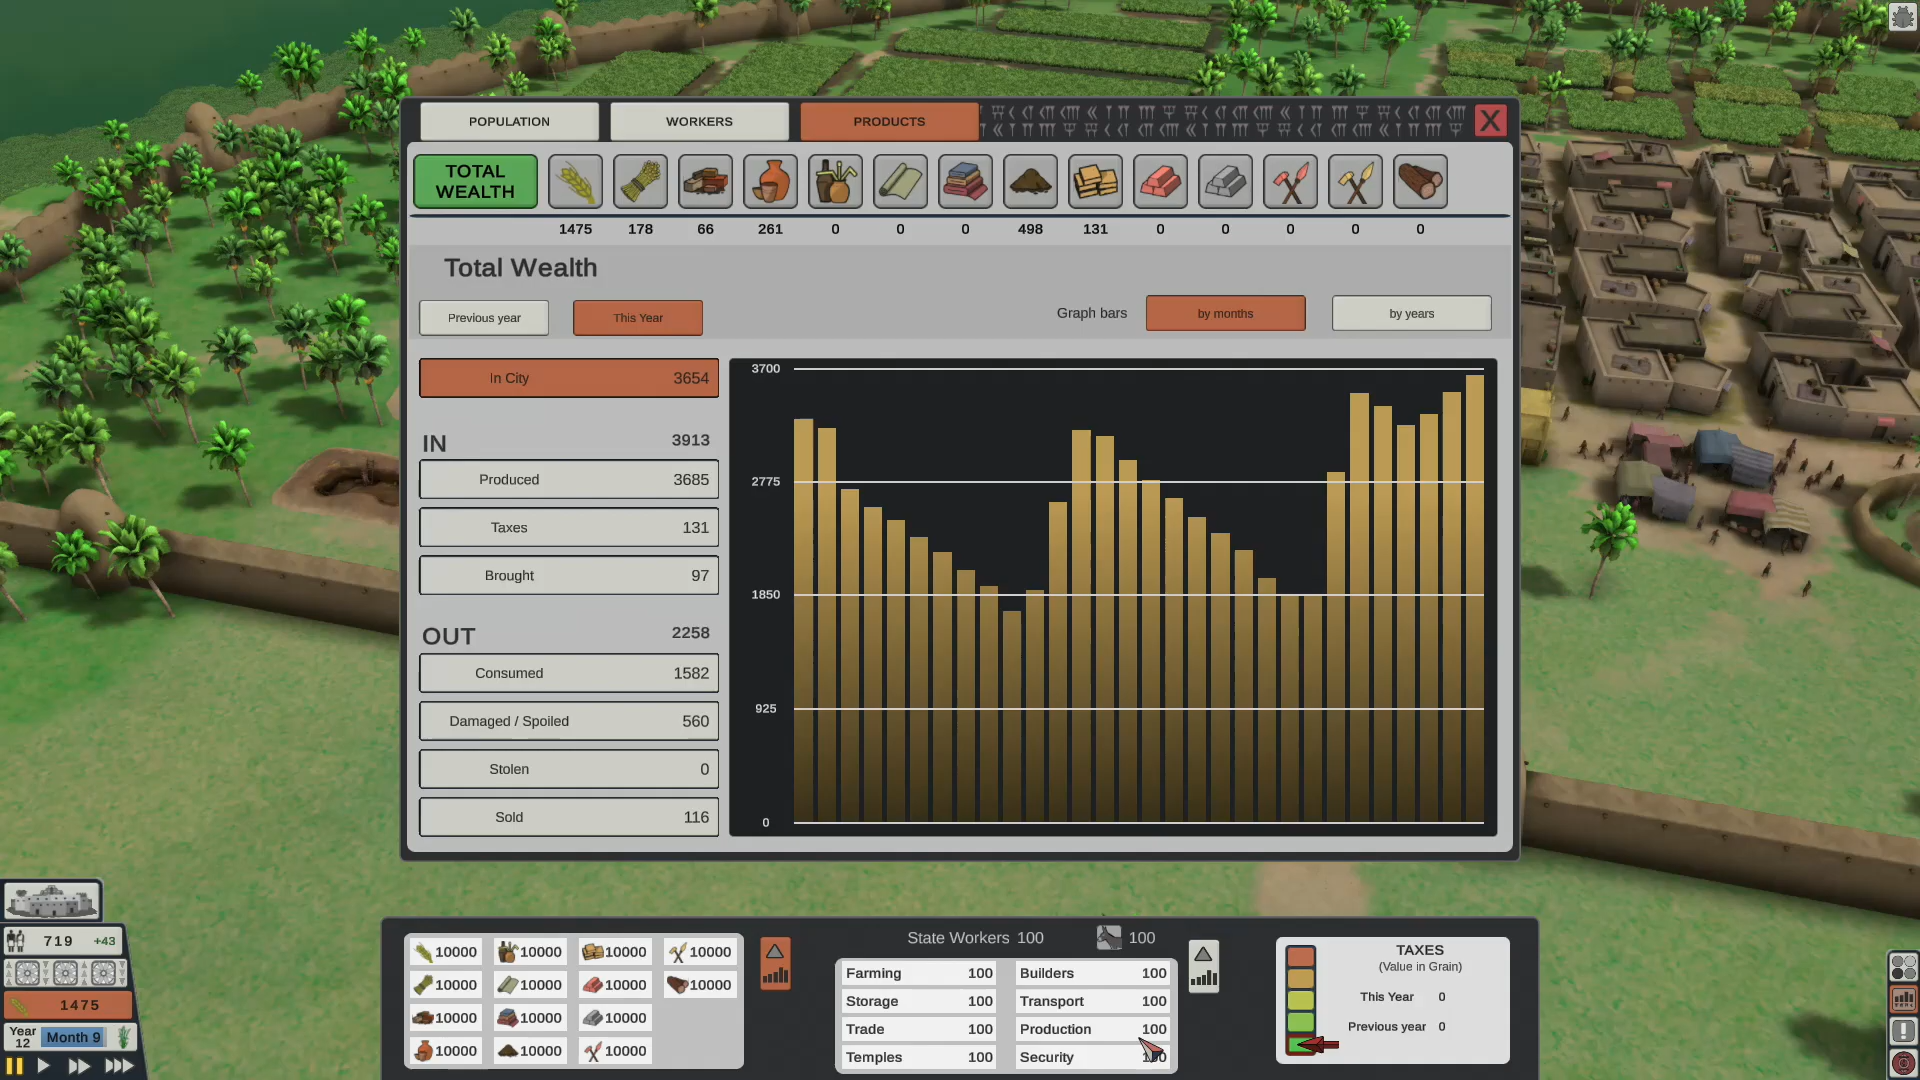 POPULATION WORKERS PRODUCTS X
TOTAL
WEALTH
1475 178 66 261 0 0 0 498 131 0 0 0 0 0
Total Wealth
Previous year This Year Graph bars by months by years
In City 3654
IN 3913
Produced 3685
Taxes 131
Brought 97
OUT 2258
Consumed 1582
Damaged / Spoiled 560
Stolen 0
Sold 116
3700
2775
1850
925
0
719 +43
1475
Year
12
Month 9
10000 10000 10000 10000
10000 10000 10000 10000
10000 10000 10000
10000 10000 10000
State Workers 100 100
Farming 100 Builders 100
Storage 100 Transport 100
Trade 100 Production 100
Temples 100 Security 100
TAXES
(Value in Grain)
This Year 0
Previous year 0